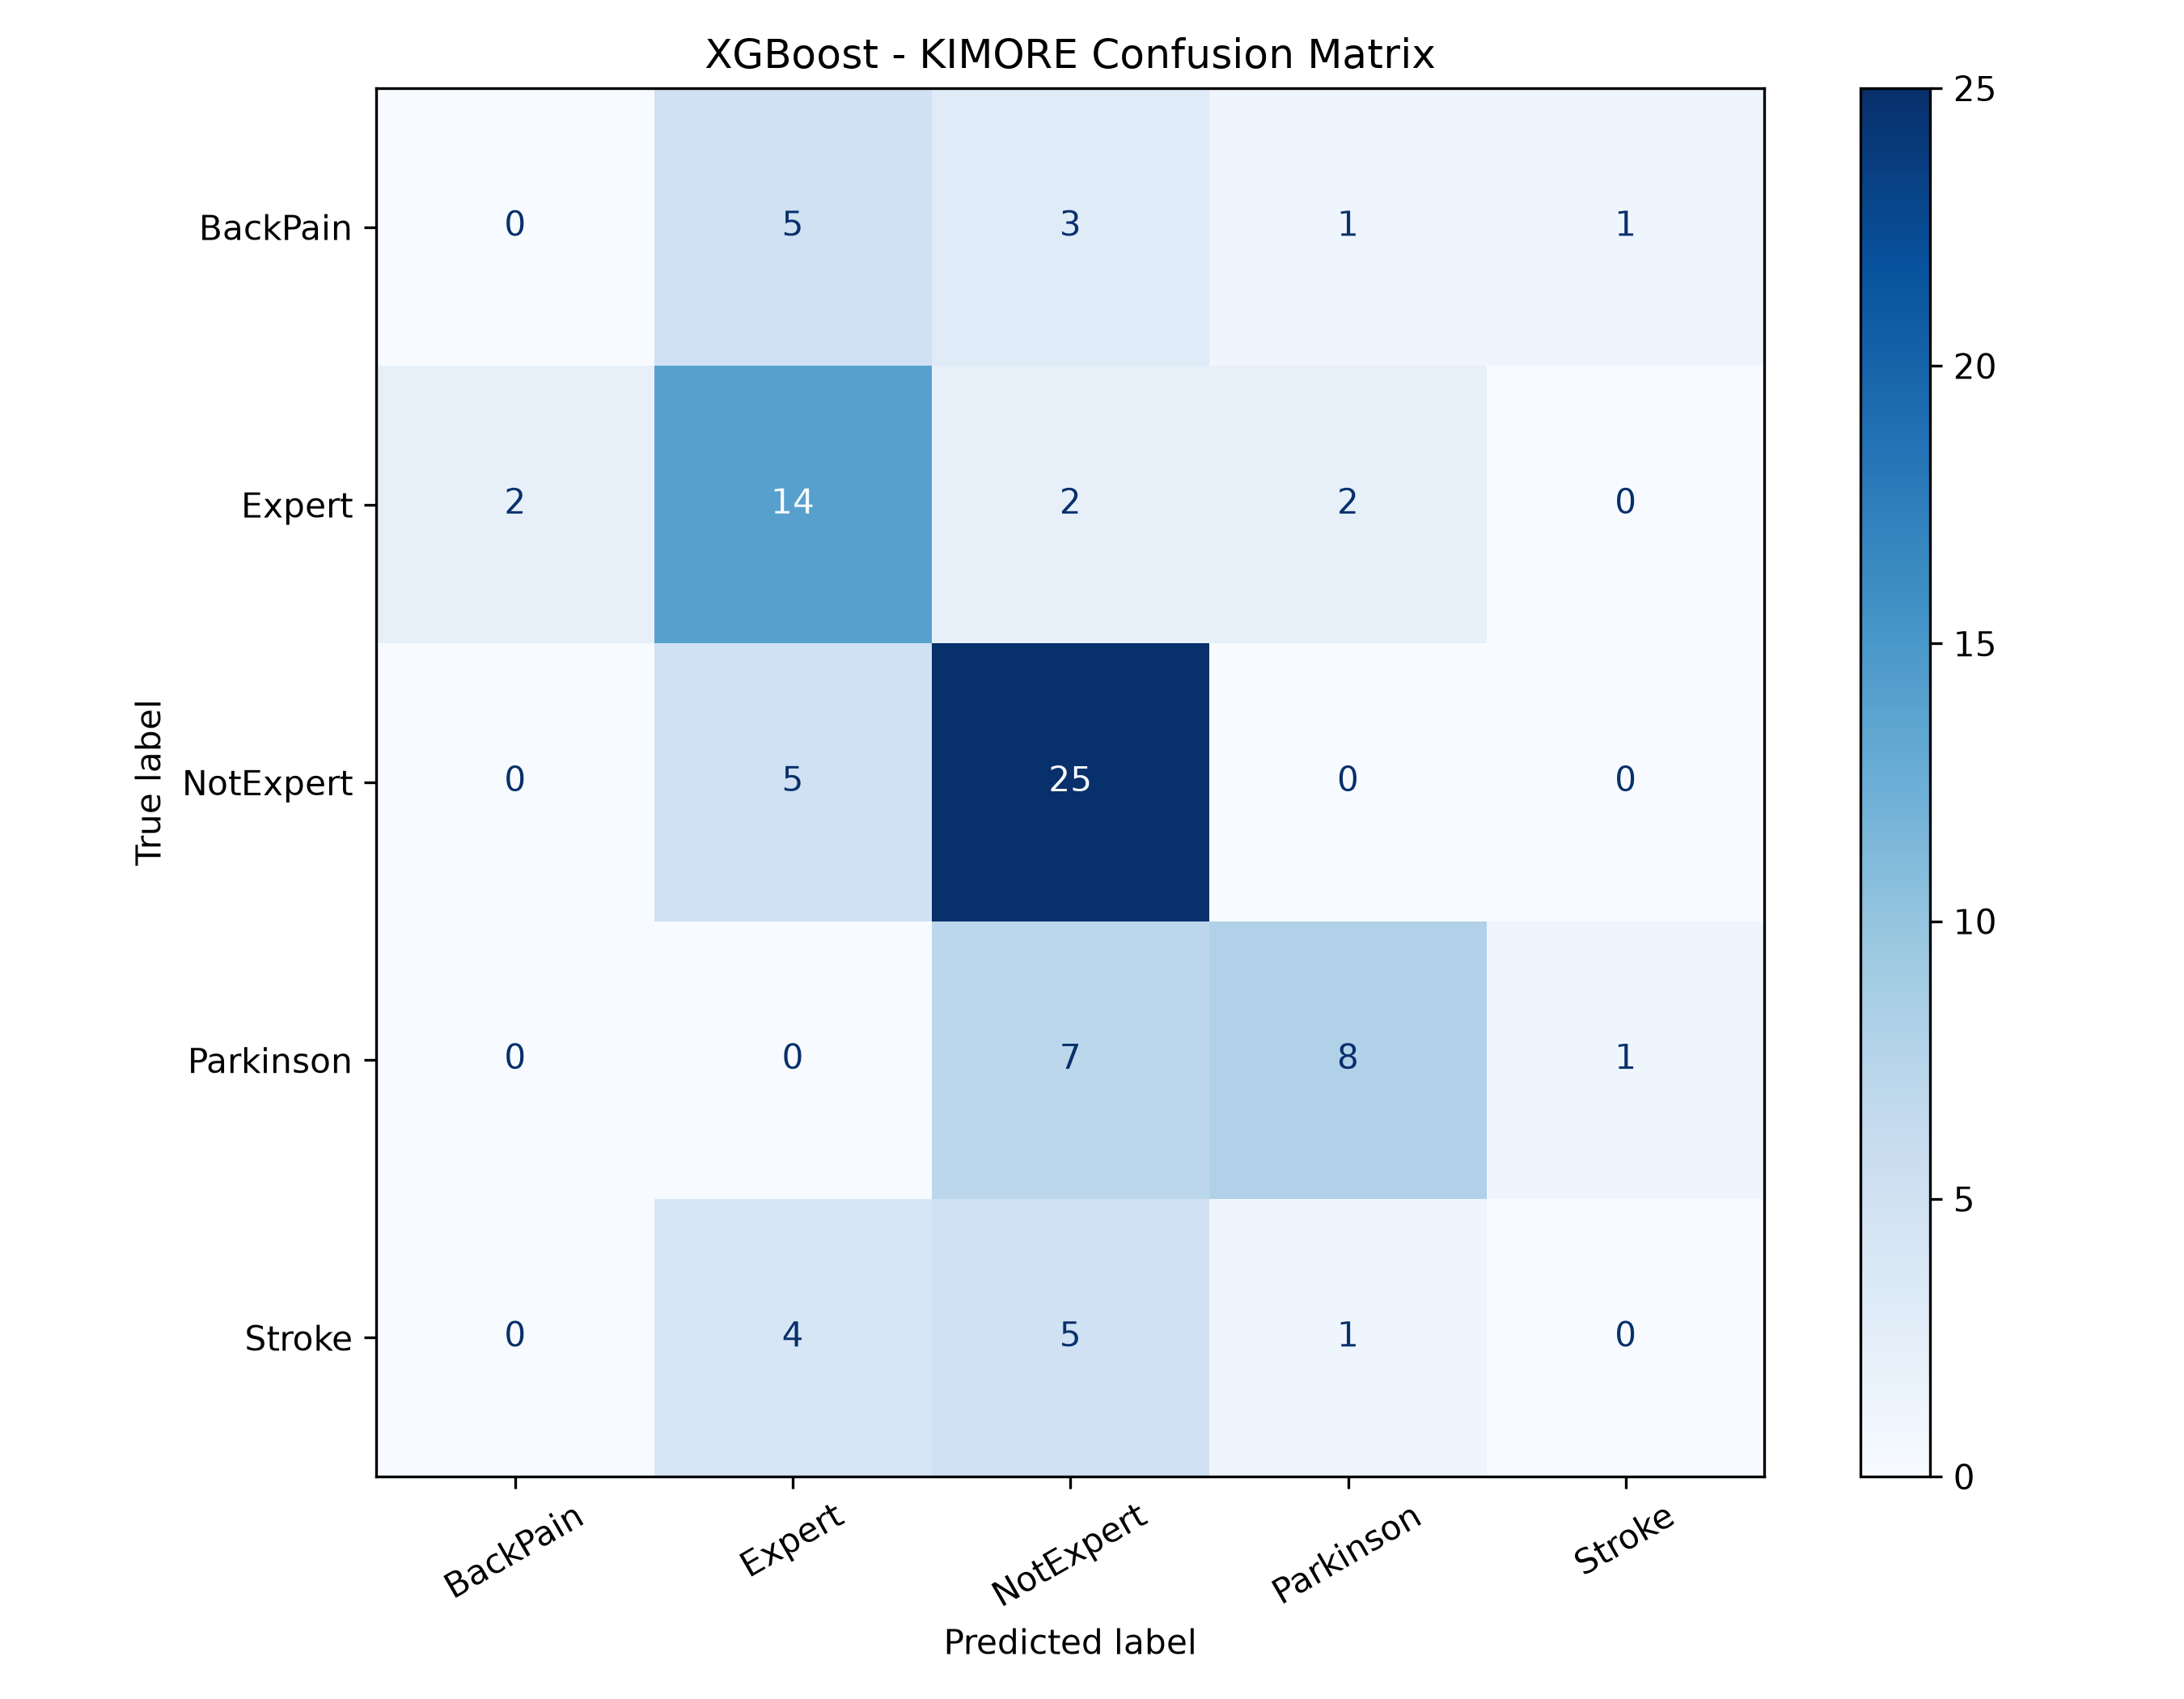 XGBoost - KIMORE Confusion Matrix
BackPain 0 5 3 1 1
Expert 2 14 2 2 0
NotExpert 0 5 25 0 0
Parkinson 0 0 7 8 1
Stroke 0 4 5 1 0
True label
BackPain Expert NotExpert Parkinson Stroke
Predicted label
25
20
15
10
5
0